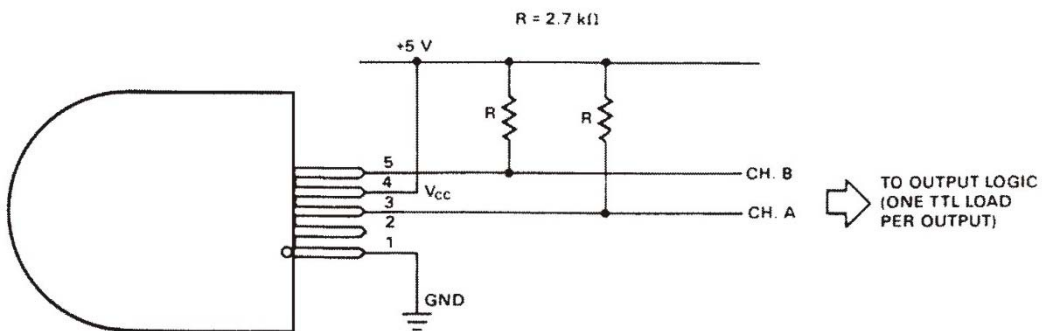 R = 2.7 kΩ
+5 V
R
R
5
CH. B
4
VCC
3
CH. A
2
1
GND
TO OUTPUT LOGIC
(ONE TTL LOAD
PER OUTPUT)